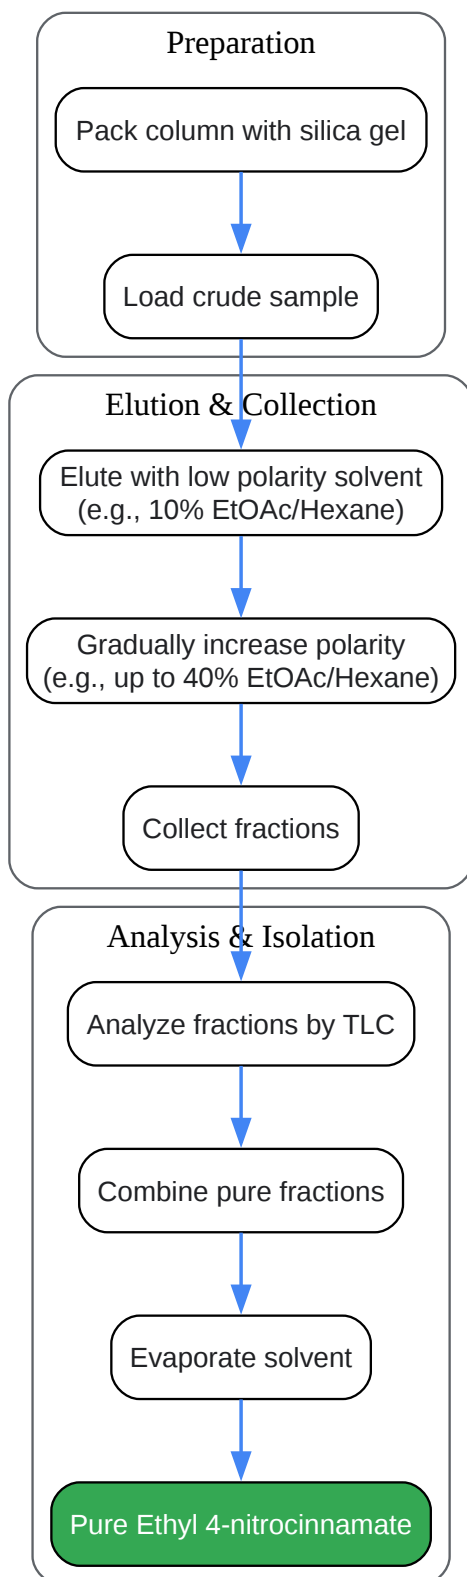 Preparation
Pack column with silica gel
Load crude sample
Elution & Collection
Elute with low polarity solvent
(e.g., 10% EtOAc/Hexane)
Gradually increase polarity
(e.g., up to 40% EtOAc/Hexane)
Collect fractions
Analysis & Isolation
Analyze fractions by TLC
Combine pure fractions
Evaporate solvent
Pure Ethyl 4-nitrocinnamate